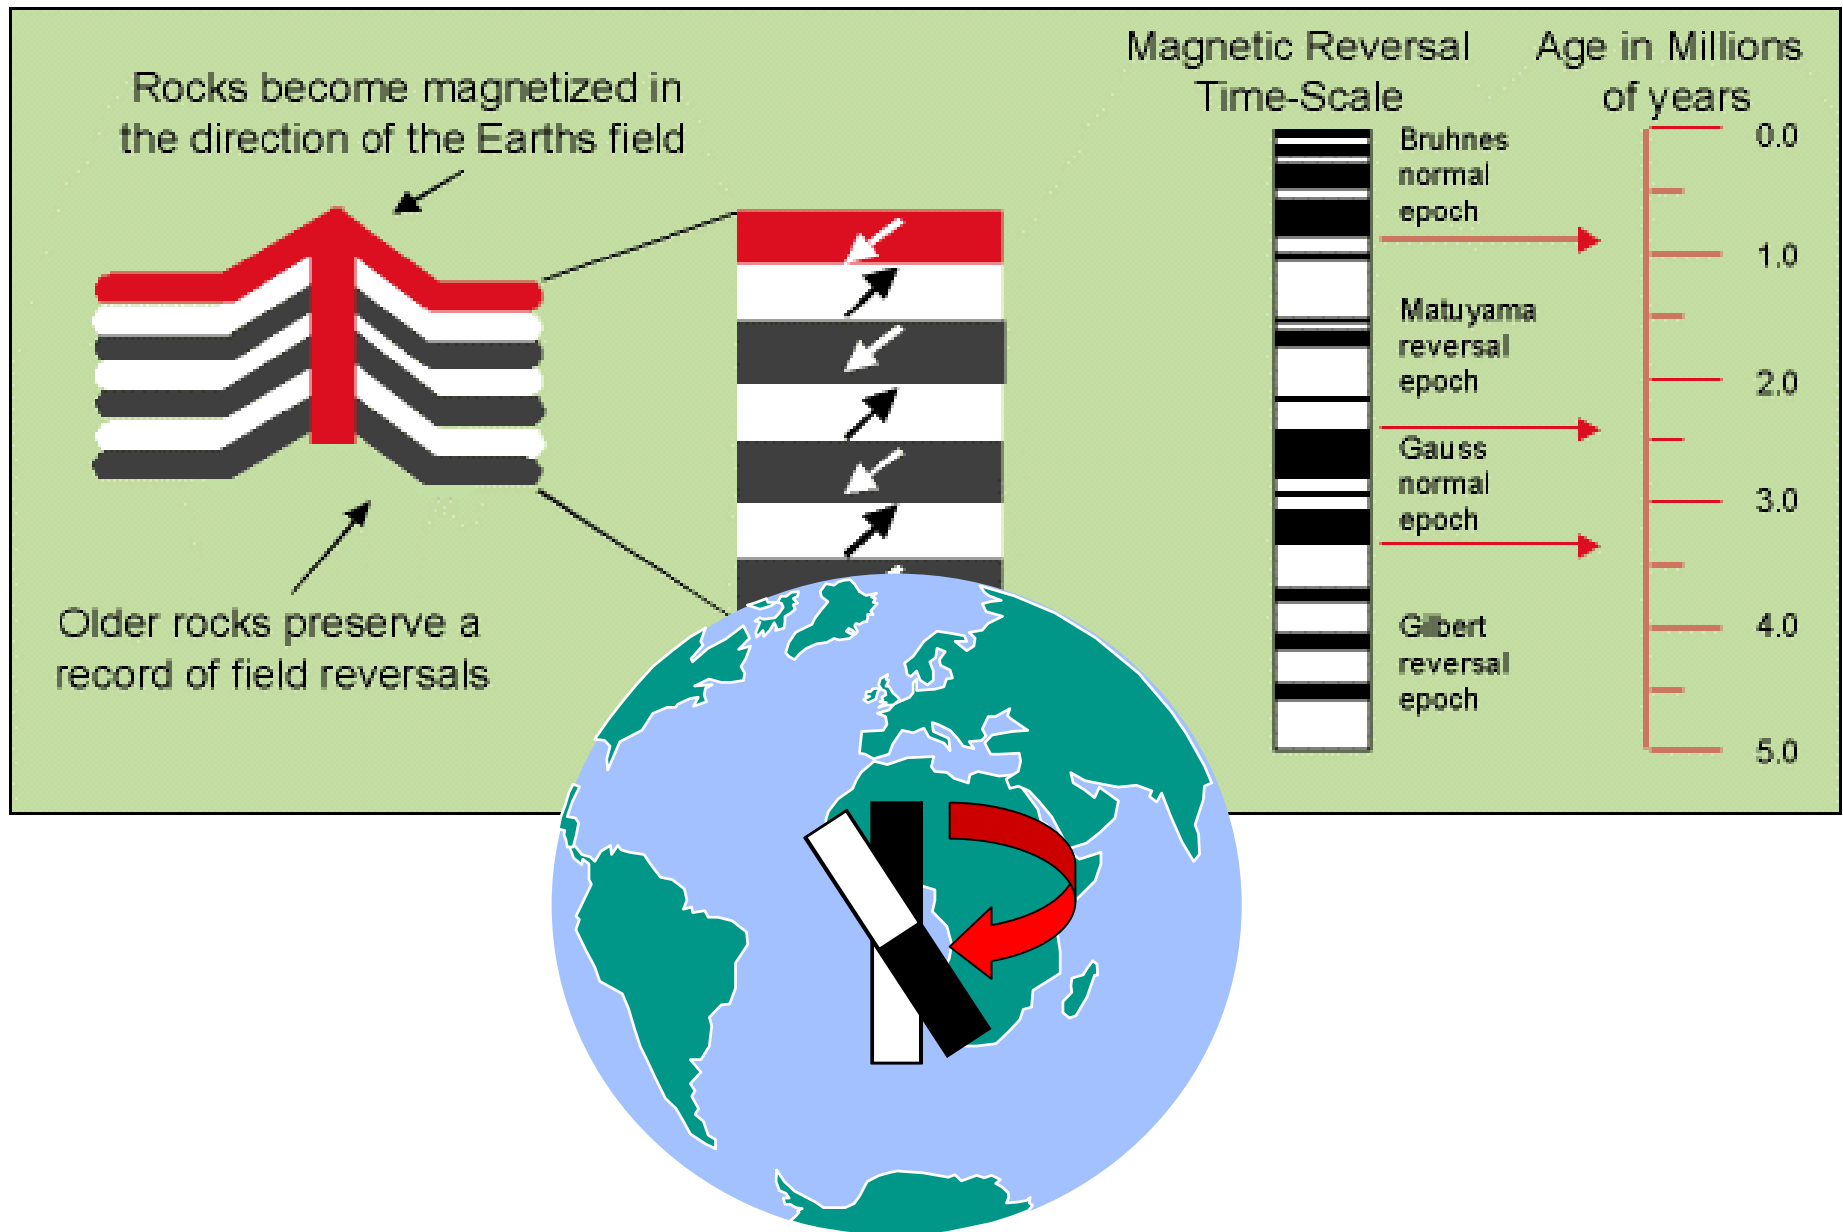 Rocks become magnetized in
the direction of the Earths field
Older rocks preserve a
record of field reversals
Magnetic Reversal
Time-Scale
Bruhnes
normal
epoch
Matuyama
reversal
epoch
Gauss
normal
epoch
Gilbert
reversal
epoch
Age in Millions
of years
0.0
1.0
2.0
3.0
4.0
5.0